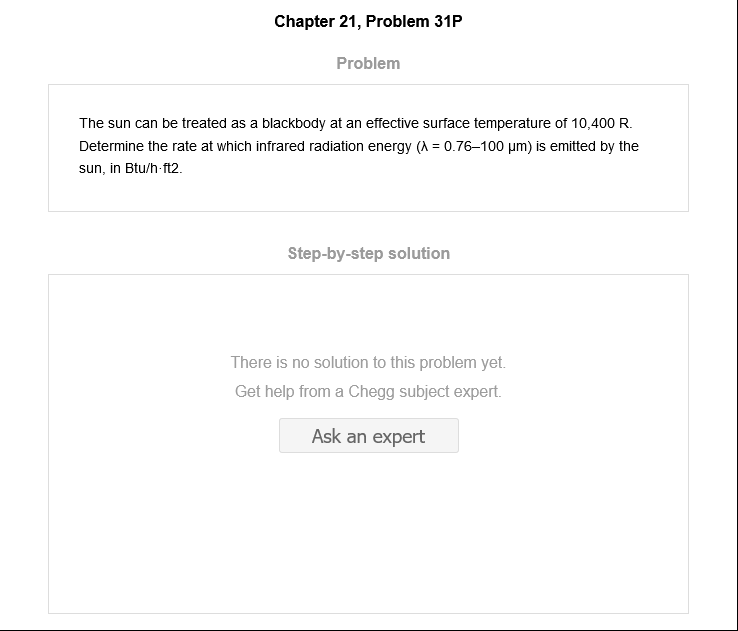 Chapter 21, Problem 31P
Problem
The sun can be treated as a blackbody at an effective surface temperature of 10,400 R.
Determine the rate at which infrared radiation energy (λ = 0.76–100 μm) is emitted by the
sun, in Btu/h·ft2.
Step-by-step solution
There is no solution to this problem yet.
Get help from a Chegg subject expert.
Ask an expert